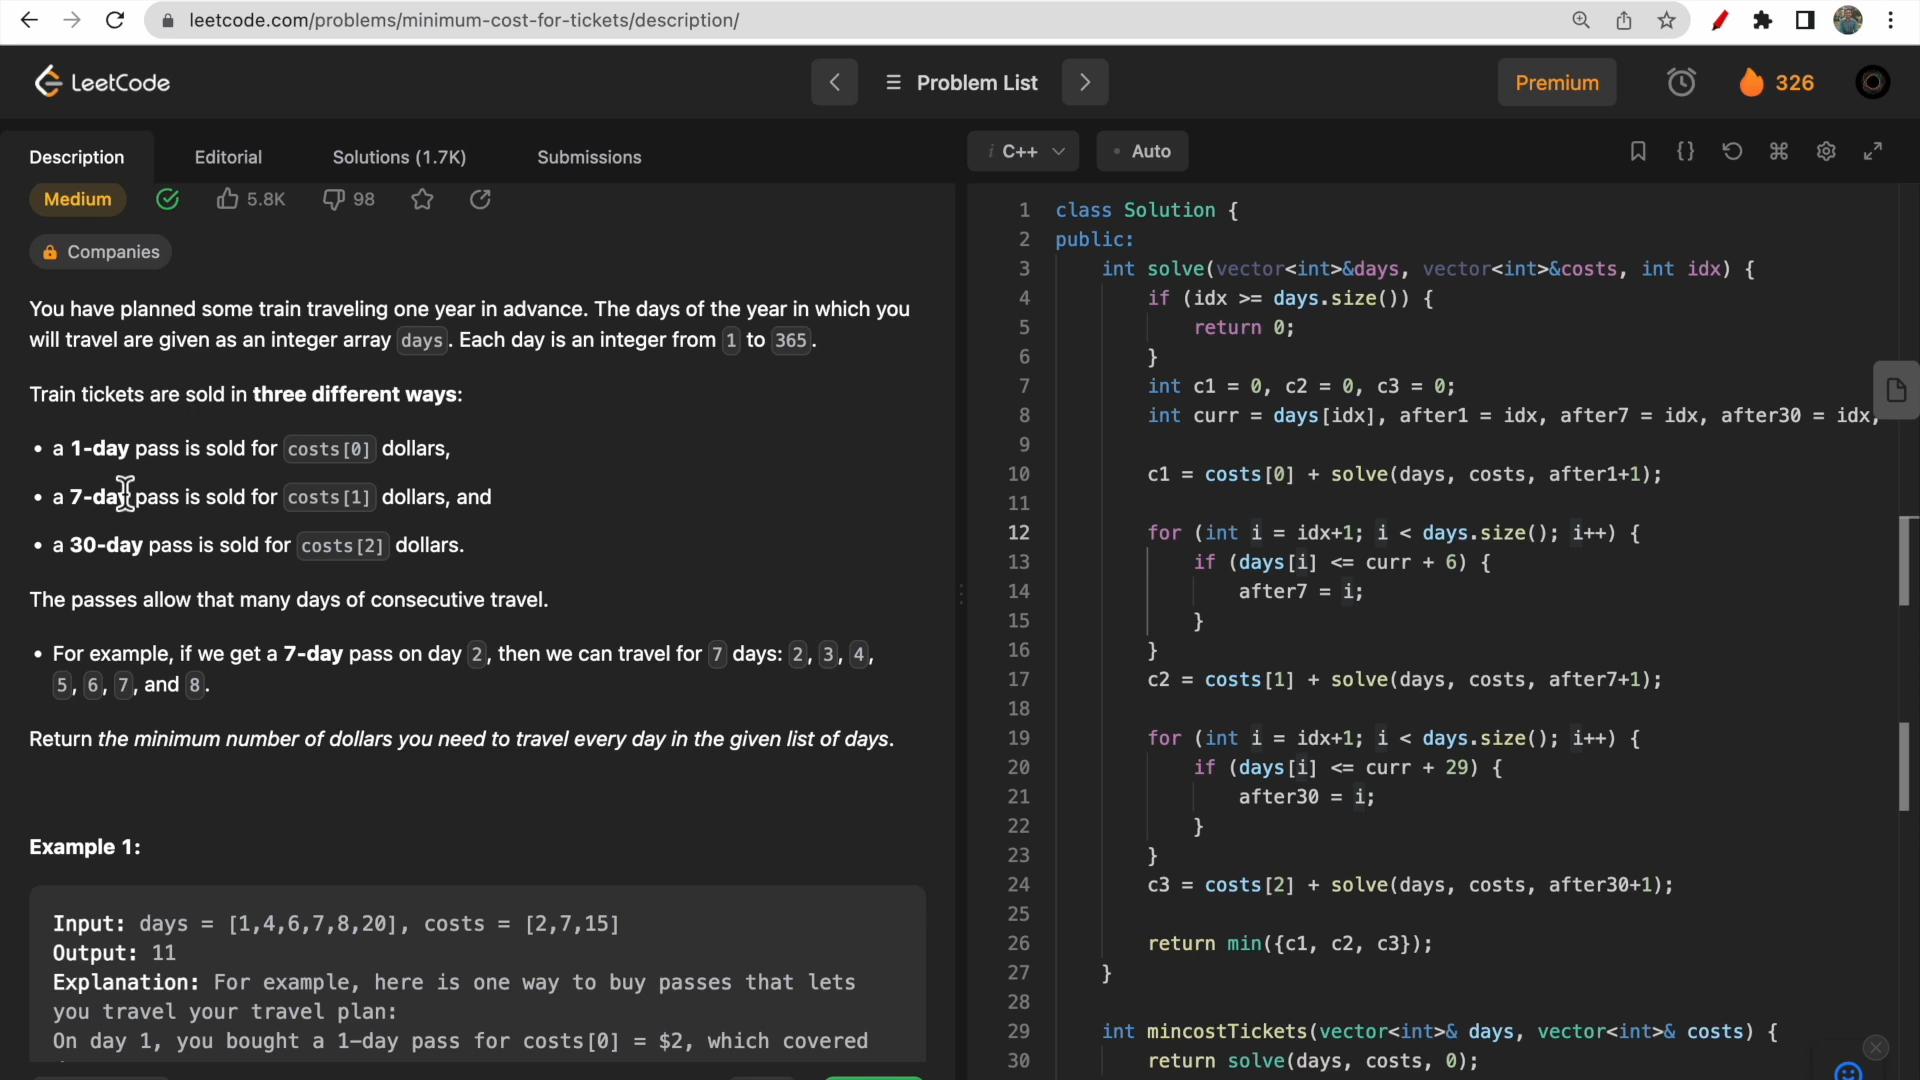 leetcode.com/problems/minimum-cost-for-tickets/description/
LeetCode
Problem List
Premium
326
Description
Editorial
Solutions (1.7K)
Submissions
i C++
• Auto
Medium
5.8K
98
Companies
You have planned some train traveling one year in advance. The days of the year in which you
will travel are given as an integer array days. Each day is an integer from 1 to 365.
Train tickets are sold in three different ways:
• a 1-day pass is sold for costs[0] dollars,
• a 7-day pass is sold for costs[1] dollars, and
• a 30-day pass is sold for costs[2] dollars.
The passes allow that many days of consecutive travel.
• For example, if we get a 7-day pass on day 2, then we can travel for 7 days: 2, 3, 4,
5, 6, 7, and 8.
Return the minimum number of dollars you need to travel every day in the given list of days.
Example 1:
Input: days = [1,4,6,7,8,20], costs = [2,7,15]
Output: 11
Explanation: For example, here is one way to buy passes that lets
you travel your travel plan:
On day 1, you bought a 1-day pass for costs[0] = $2, which covered
1 class Solution {
2 public:
3 int solve(vector<int>&days, vector<int>&costs, int idx) {
4 if (idx >= days.size()) {
5 return 0;
6 }
7 int c1 = 0, c2 = 0, c3 = 0;
8 int curr = days[idx], after1 = idx, after7 = idx, after30 = idx,
9
10 c1 = costs[0] + solve(days, costs, after1+1);
11
12 for (int i = idx+1; i < days.size(); i++) {
13 if (days[i] <= curr + 6) {
14 after7 = i;
15 }
16 }
17 c2 = costs[1] + solve(days, costs, after7+1);
18
19 for (int i = idx+1; i < days.size(); i++) {
20 if (days[i] <= curr + 29) {
21 after30 = i;
22 }
23 }
24 c3 = costs[2] + solve(days, costs, after30+1);
25
26 return min({c1, c2, c3});
27 }
28
29 int mincostTickets(vector<int>& days, vector<int>& costs) {
30 return solve(days, costs, 0);